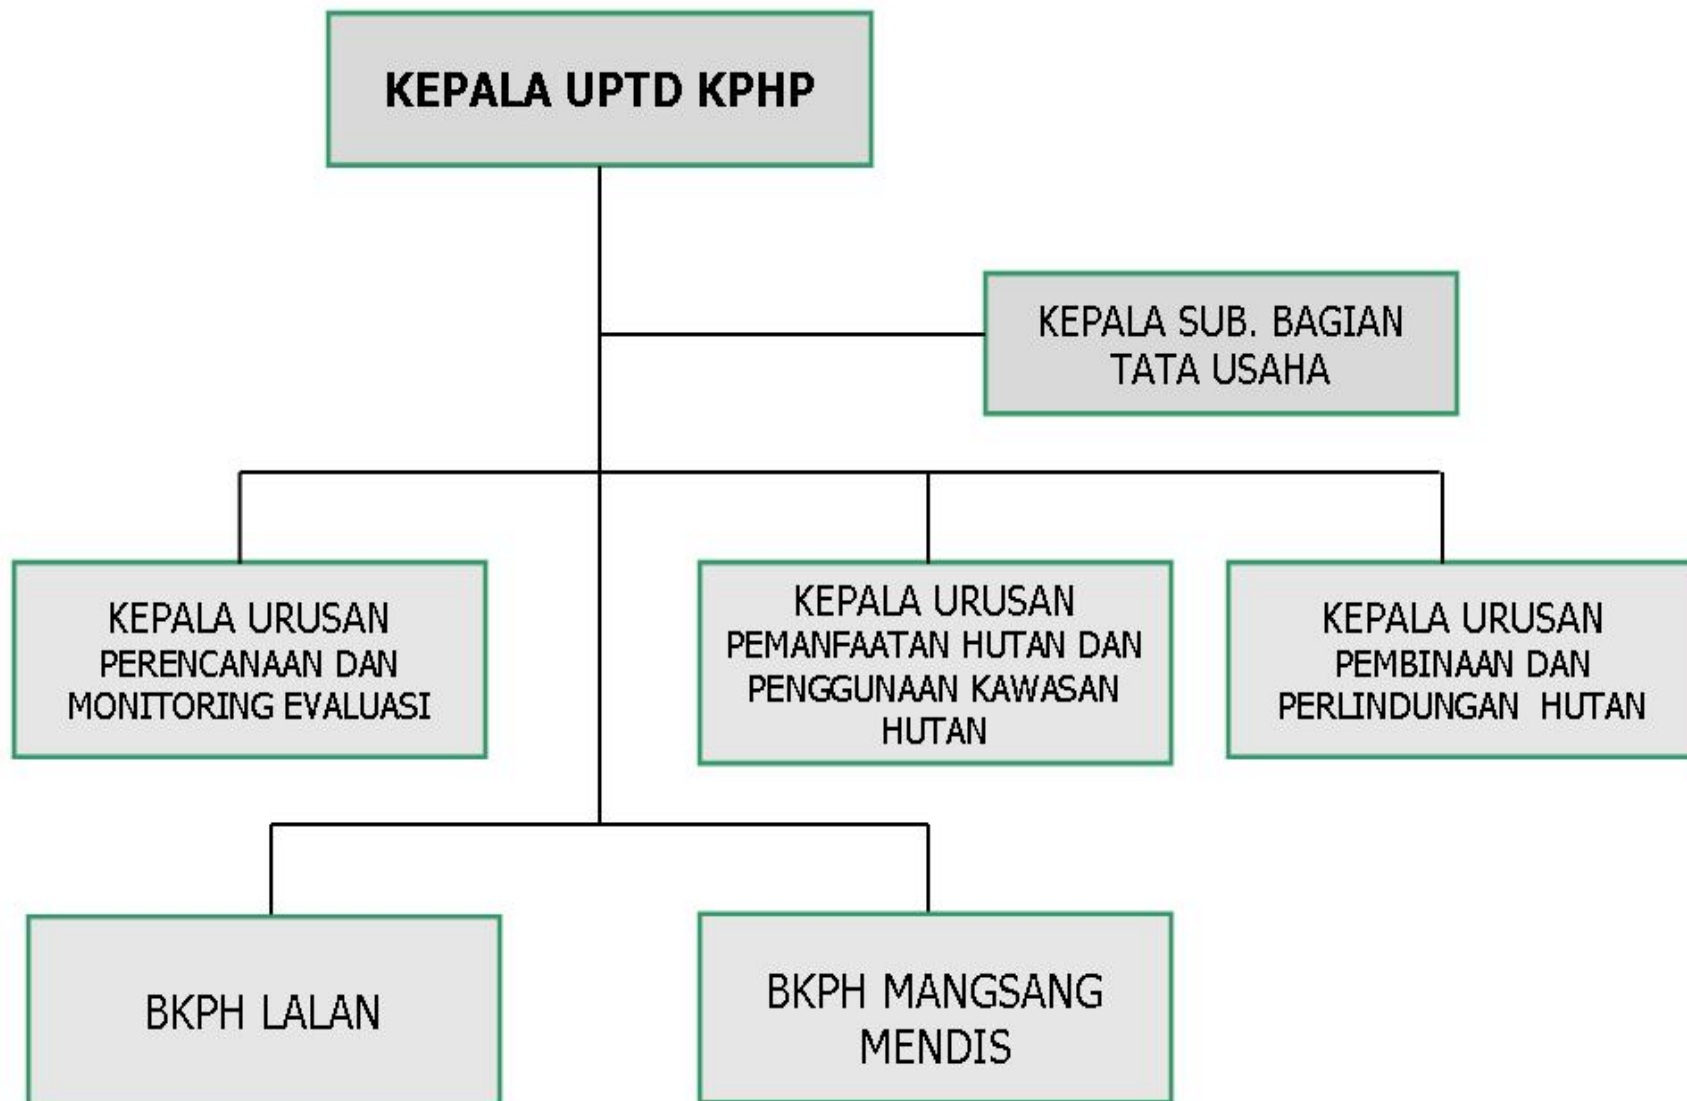 KEPALA UPTD KPHP
KEPALA SUB. BAGIAN
TATA USAHA
KEPALA URUSAN
PERENCANAAN DAN
MONITORING EVALUASI
KEPALA URUSAN
PEMANFAATAN HUTAN DAN
PENGGUNAAN KAWASAN
HUTAN
KEPALA URUSAN
PEMBINAAN DAN
PERLINDUNGAN HUTAN
BKPH LALAN
BKPH MANGSANG
MENDIS